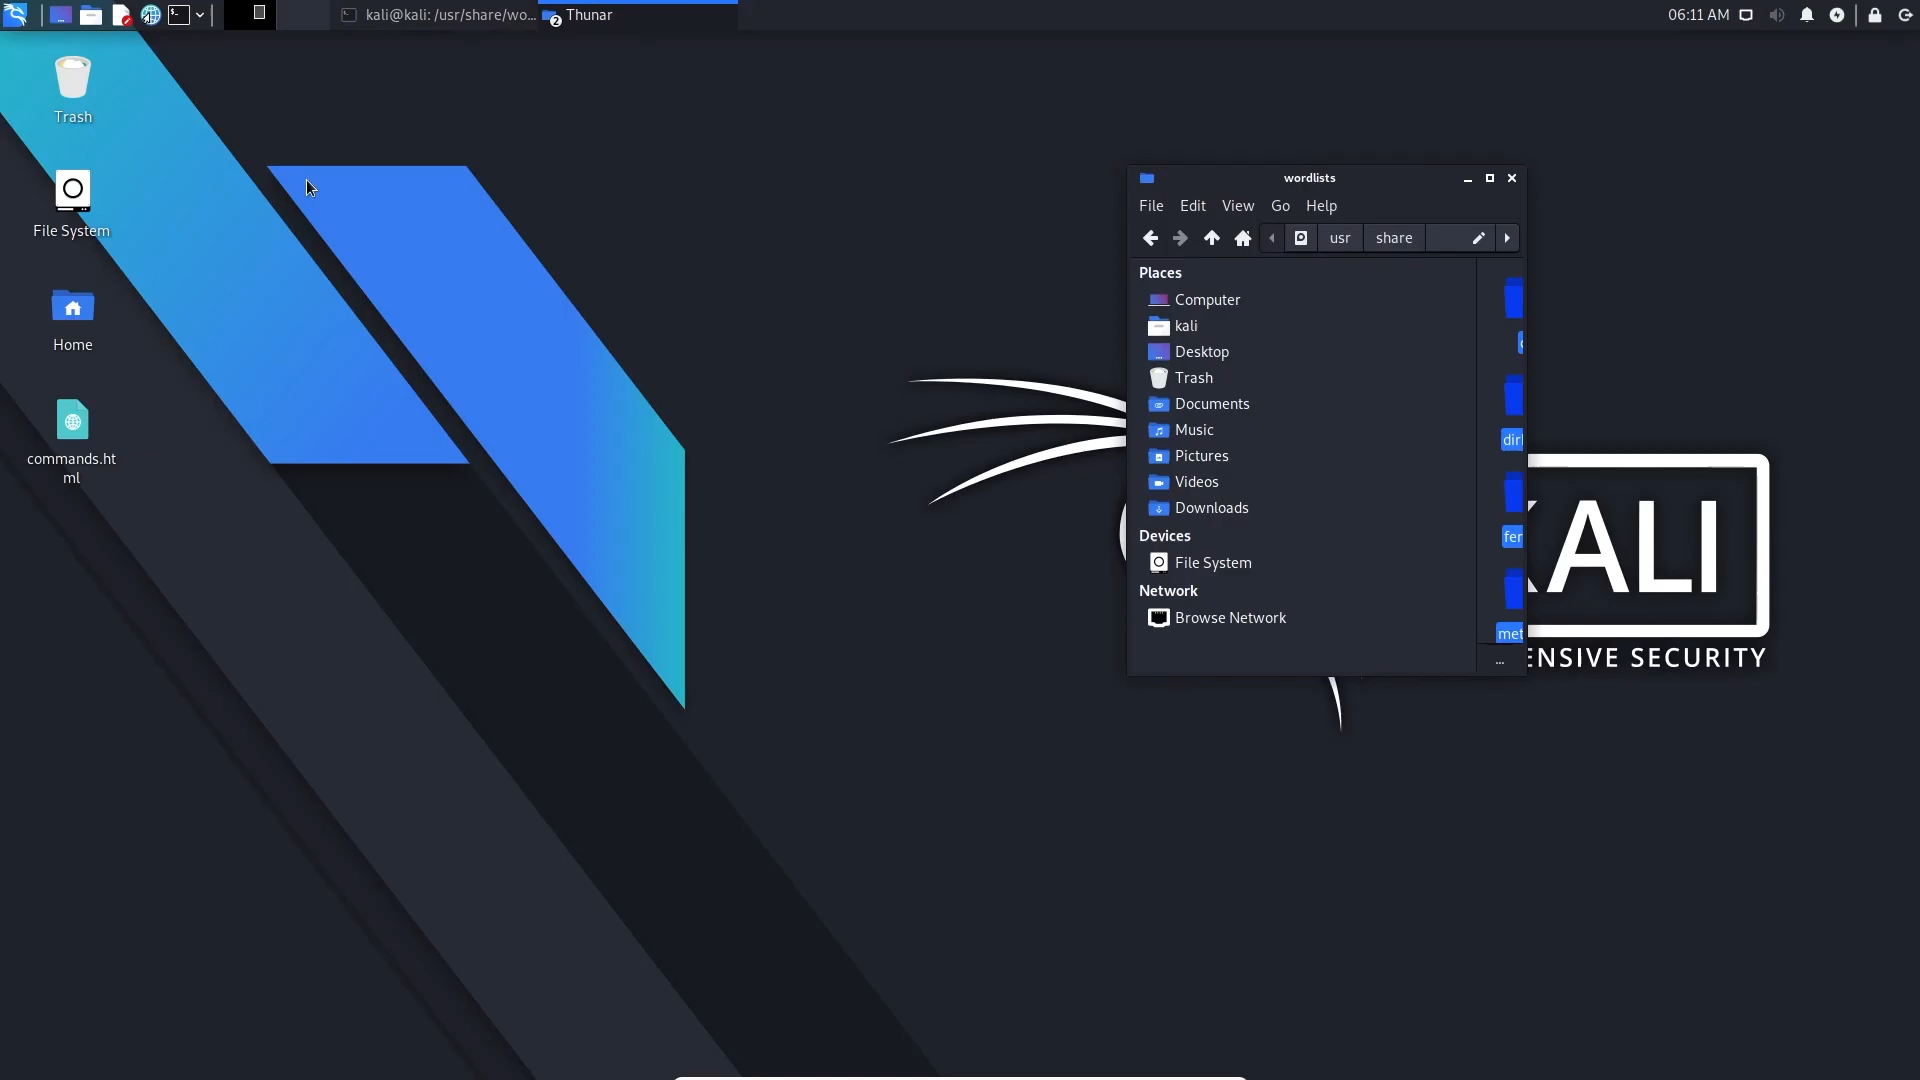 kali@kali: /usr/share/wo...
2
Thunar
06:11 AM
Trash
File System
Home
commands.ht
ml
wordlists
File Edit View Go Help
usr share
Places
Computer
kali
Desktop
Trash
Documents
Music
Pictures
Videos
Downloads
Devices
File System
Network
Browse Network
dir
fer
met
...
KALI
ENSIVE SECURITY